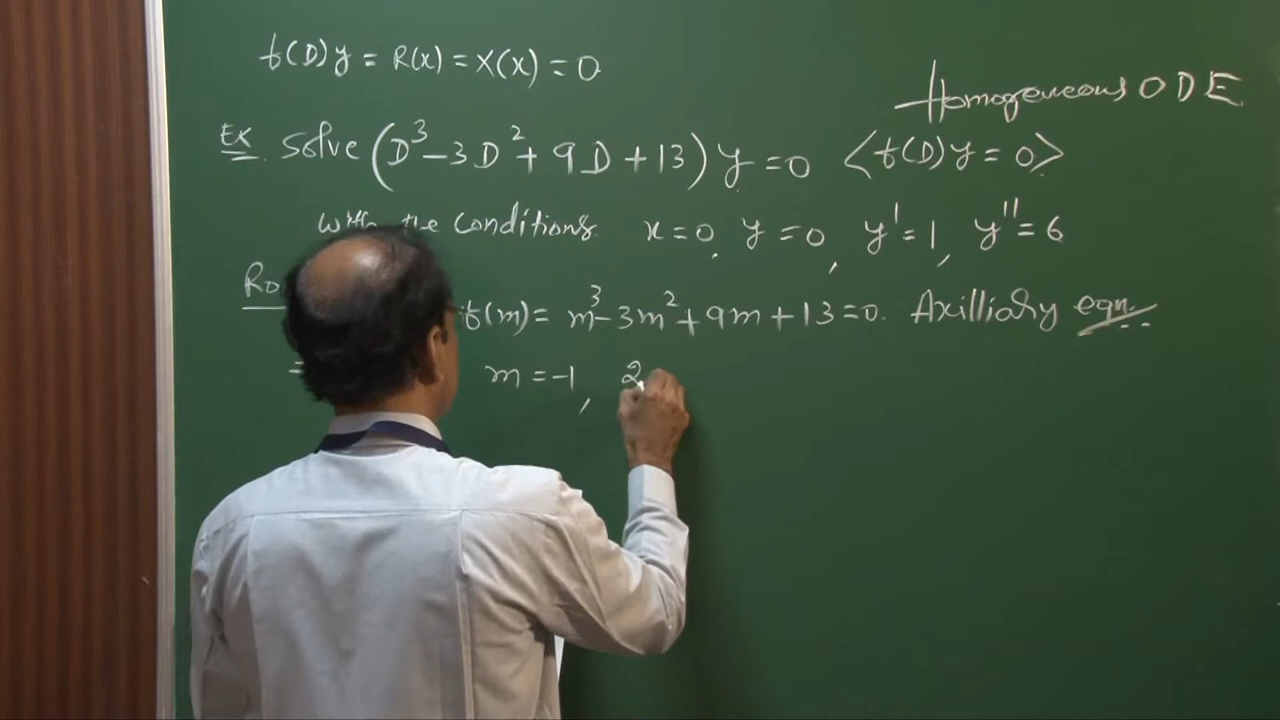 f(D)y = R(x) = X(x) = 0
Homogeneous ODE
Ex. Solve (D³ - 3D² + 9D + 13) y = 0 <f(D)y = 0>
with the conditions x = 0, y = 0, y' = 1, y'' = 6
f(m) = m³ - 3m² + 9m + 13 = 0. Axilliary eqn.
m = -1, 2